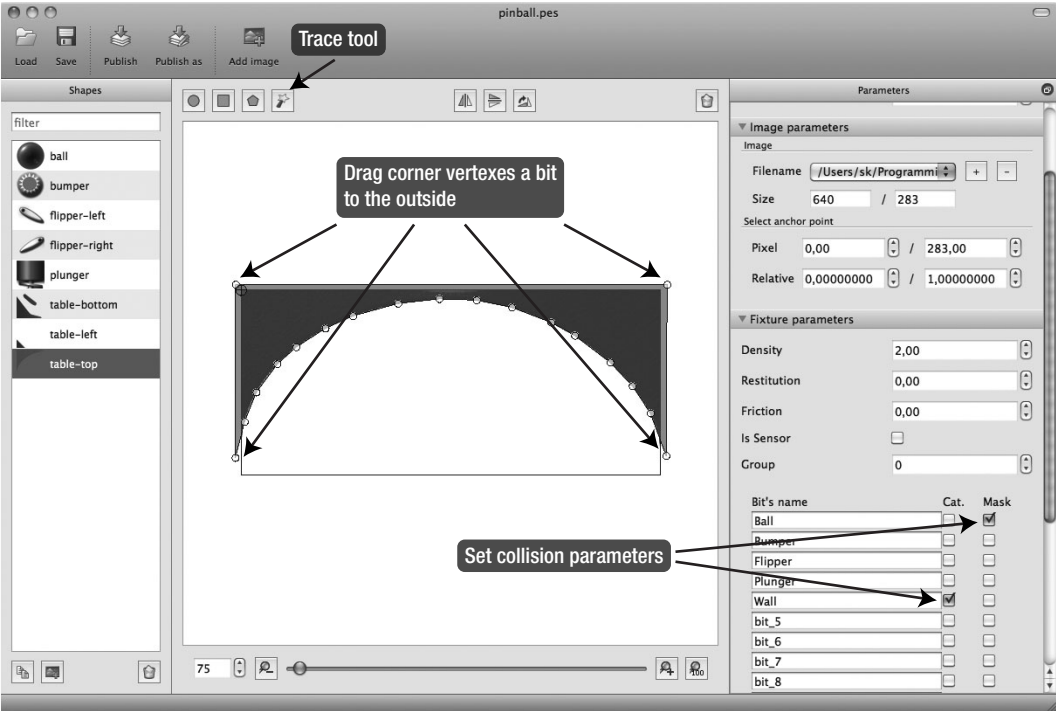 pinball.pes
Load
Save
Publish
Publish as
Add image
Trace tool
Shapes
filter
ball
bumper
flipper-left
flipper-right
plunger
table-bottom
table-left
table-top
Drag corner vertexes a bit
to the outside
75
100
Parameters
Image parameters
Image
Filename /Users/sk/Programmi + -
Size 640 / 283
Select anchor point
Pixel 0,00 / 283,00
Relative 0,00000000 / 1,00000000
Fixture parameters
Density 2,00
Restitution 0,00
Friction 0,00
Is Sensor
Group 0
Bit's name Cat. Mask
Ball
Bumper
Flipper
Plunger
Wall
bit_5
bit_6
bit_7
bit_8
Set collision parameters